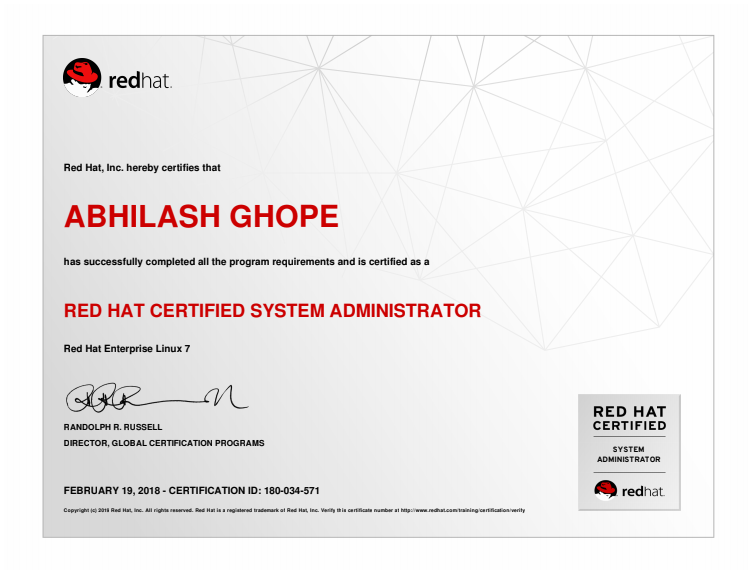 redhat.
Red Hat, Inc. hereby certifies that
ABHILASH GHOPE
has successfully completed all the program requirements and is certified as a
RED HAT CERTIFIED SYSTEM ADMINISTRATOR
Red Hat Enterprise Linux 7
RANDOLPH R. RUSSELL
DIRECTOR, GLOBAL CERTIFICATION PROGRAMS
RED HAT
CERTIFIED
SYSTEM
ADMINISTRATOR
redhat.
FEBRUARY 19, 2018 - CERTIFICATION ID: 180-034-571
Copyright (c) 2018 Red Hat, Inc. All rights reserved. Red Hat is a registered trademark of Red Hat, Inc. Verify this certificate number at http://www.redhat.com/training/certification/verify